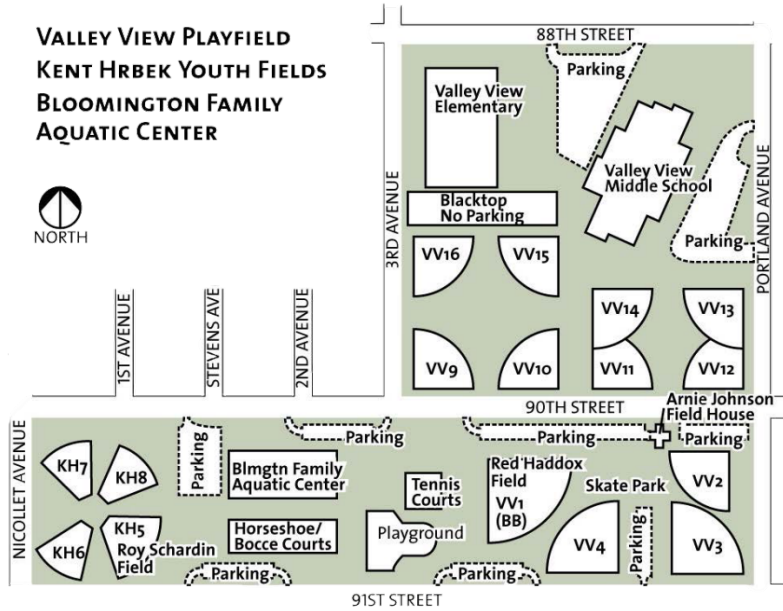 VALLEY VIEW PLAYFIELD
KENT HRBEK YOUTH FIELDS
BLOOMINGTON FAMILY
AQUATIC CENTER
NORTH
88TH STREET
Parking
Valley View
Elementary
Valley View
Middle School
Blacktop
No Parking
Parking
3RD AVENUE
PORTLAND AVENUE
VV16
VV15
VV14
VV13
VV9
VV10
VV11
VV12
1ST AVENUE
STEVENS AVE
2ND AVENUE
90TH STREET
Arnie Johnson
Field House
NICOLLET AVENUE
Parking
Parking
Parking
Parking
KH7
KH8
Blmgtn Family
Aquatic Center
Tennis
Courts
Red Haddox
Field
VV1
(BB)
Skate Park
VV2
KH5
Roy Schardin
Field
KH6
Horseshoe/
Bocce Courts
Playground
VV4
Parking
VV3
Parking
Parking
91ST STREET